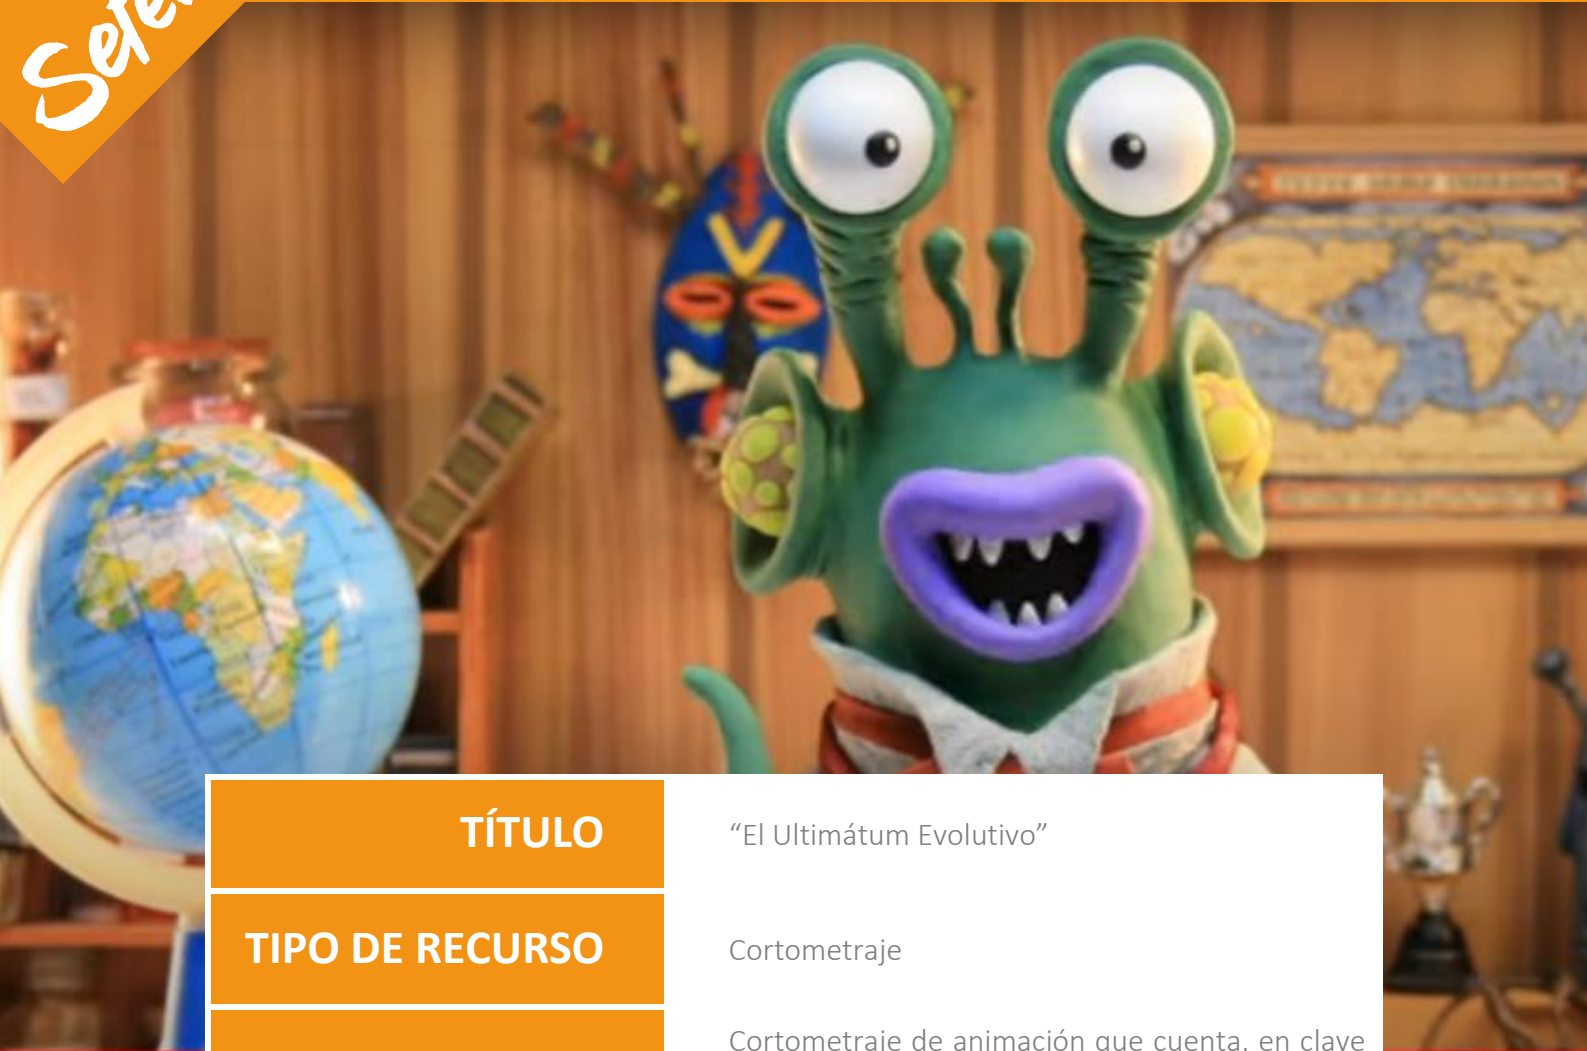 TÍTULO
“El Ultimátum Evolutivo”
TIPO DE RECURSO
Cortometraje
Cortometraje de animación que cuenta, en clave